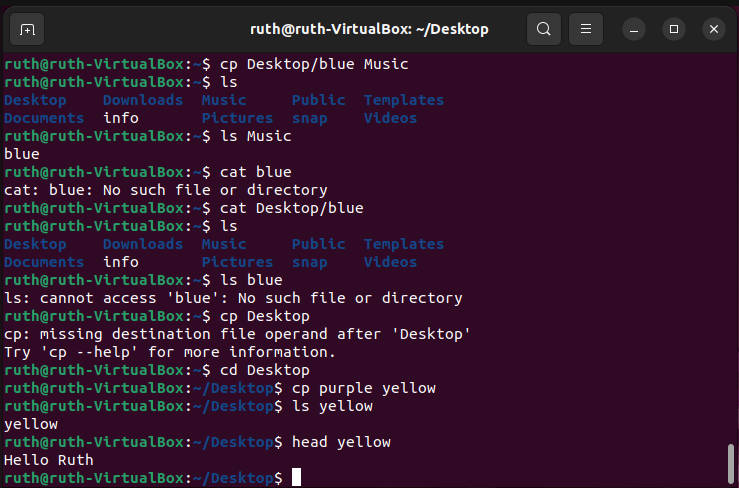 ruth@ruth-VirtualBox: ~/Desktop
ruth@ruth-VirtualBox:~$ cp Desktop/blue Music
ruth@ruth-VirtualBox:~$ ls
Desktop    Downloads  Music     Public  Templates
Documents  info       Pictures  snap    Videos
ruth@ruth-VirtualBox:~$ ls Music
blue
ruth@ruth-VirtualBox:~$ cat blue
cat: blue: No such file or directory
ruth@ruth-VirtualBox:~$ cat Desktop/blue
ruth@ruth-VirtualBox:~$ ls
Desktop    Downloads  Music     Public  Templates
Documents  info       Pictures  snap    Videos
ruth@ruth-VirtualBox:~$ ls blue
ls: cannot access 'blue': No such file or directory
ruth@ruth-VirtualBox:~$ cp Desktop
cp: missing destination file operand after 'Desktop'
Try 'cp --help' for more information.
ruth@ruth-VirtualBox:~$ cd Desktop
ruth@ruth-VirtualBox:~/Desktop$ cp purple yellow
ruth@ruth-VirtualBox:~/Desktop$ ls yellow
yellow
ruth@ruth-VirtualBox:~/Desktop$ head yellow
Hello Ruth
ruth@ruth-VirtualBox:~/Desktop$